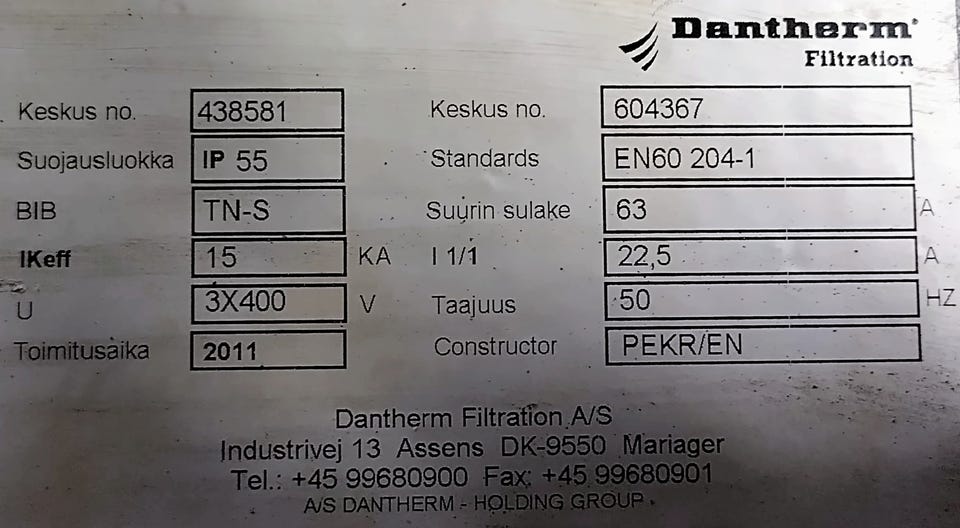 Dantherm®
Filtration
Keskus no. 438581 Keskus no. 604367
Suojausluokka IP 55 Standards EN60 204-1
BIB TN-S Suurin sulake 63 A
IKeff 15 KA I 1/1 22,5 A
U 3X400 V Taajuus 50 HZ
Toimitusaika 2011 Constructor PEKR/EN
Dantherm Filtration A/S
Industrivej 13 Assens DK-9550 Mariager
Tel.: +45 99680900 Fax: +45 99680901
A/S DANTHERM - HOLDING GROUP